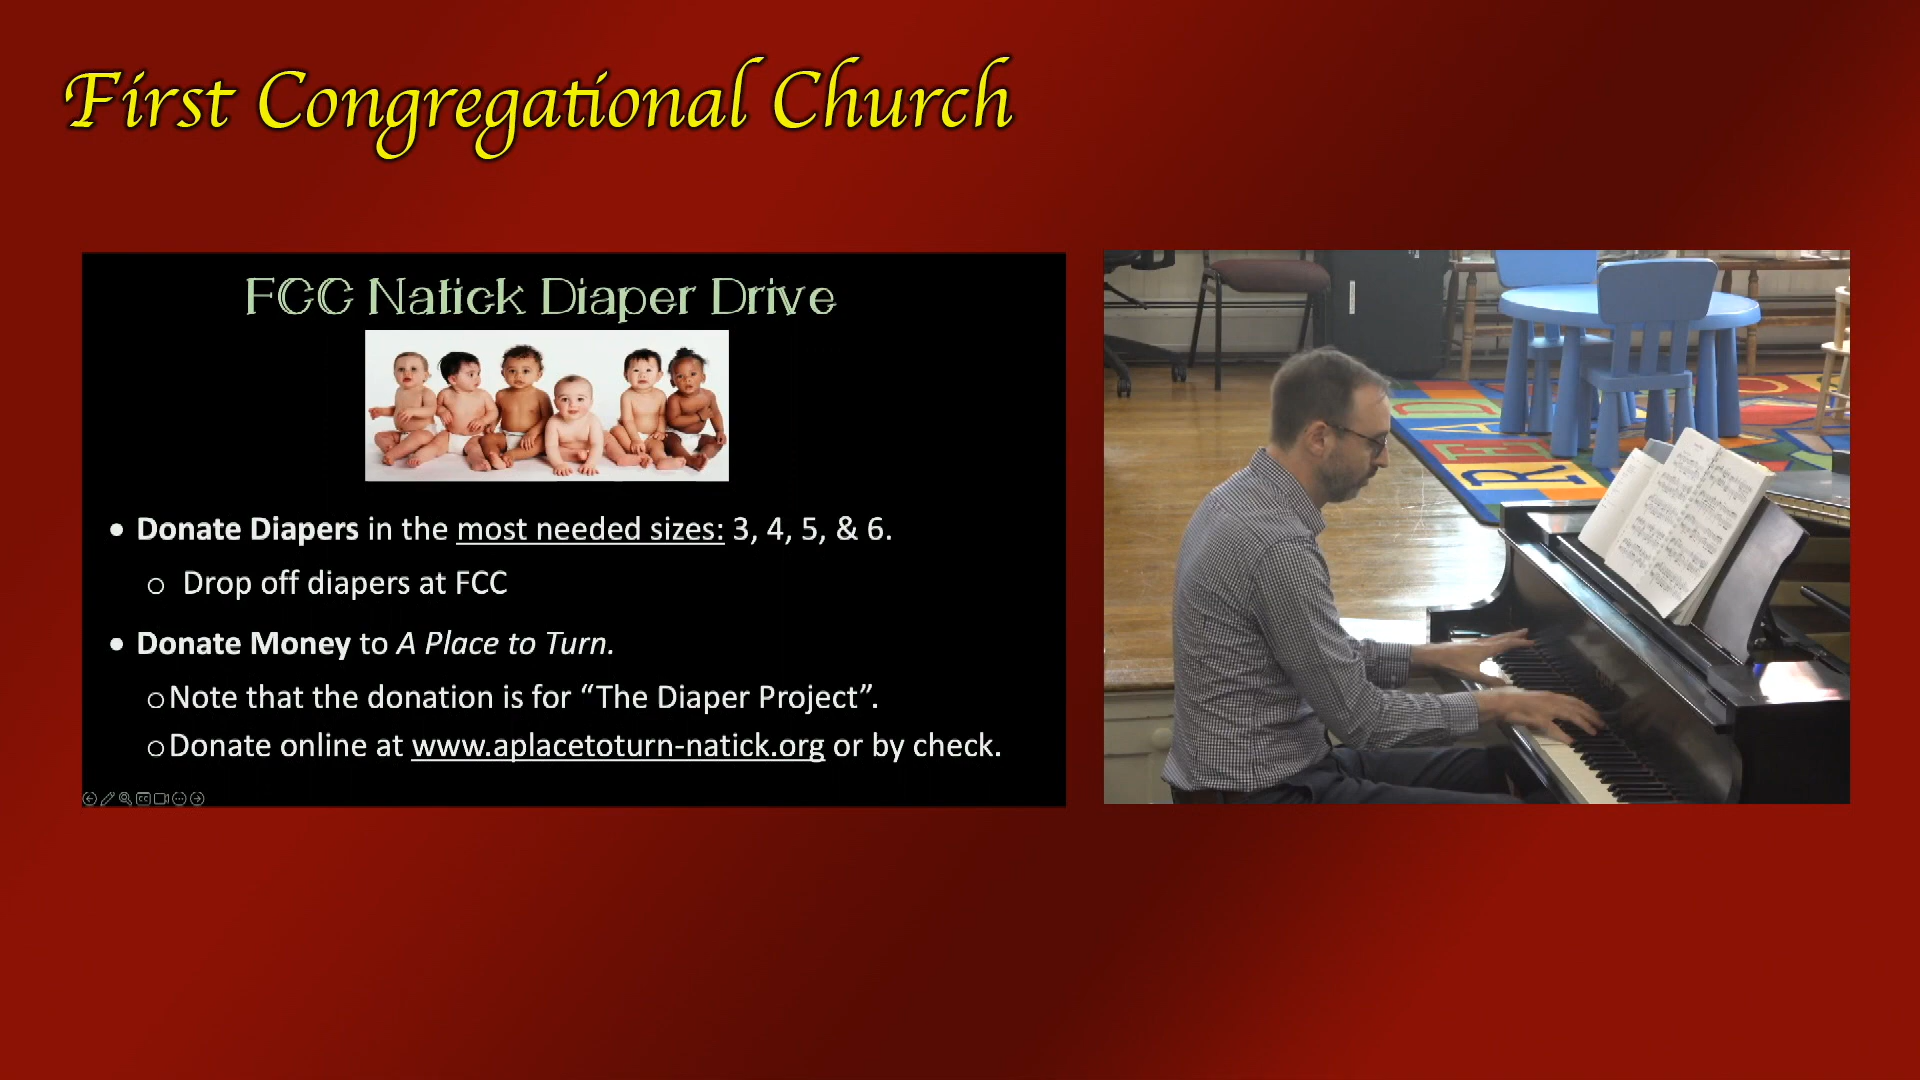 First Congregational Church
FCC Natick Diaper Drive
• Donate Diapers in the most needed sizes: 3, 4, 5, & 6.
o Drop off diapers at FCC
• Donate Money to A Place to Turn.
o Note that the donation is for “The Diaper Project”.
o Donate online at www.aplacetoturn-natick.org or by check.
READ